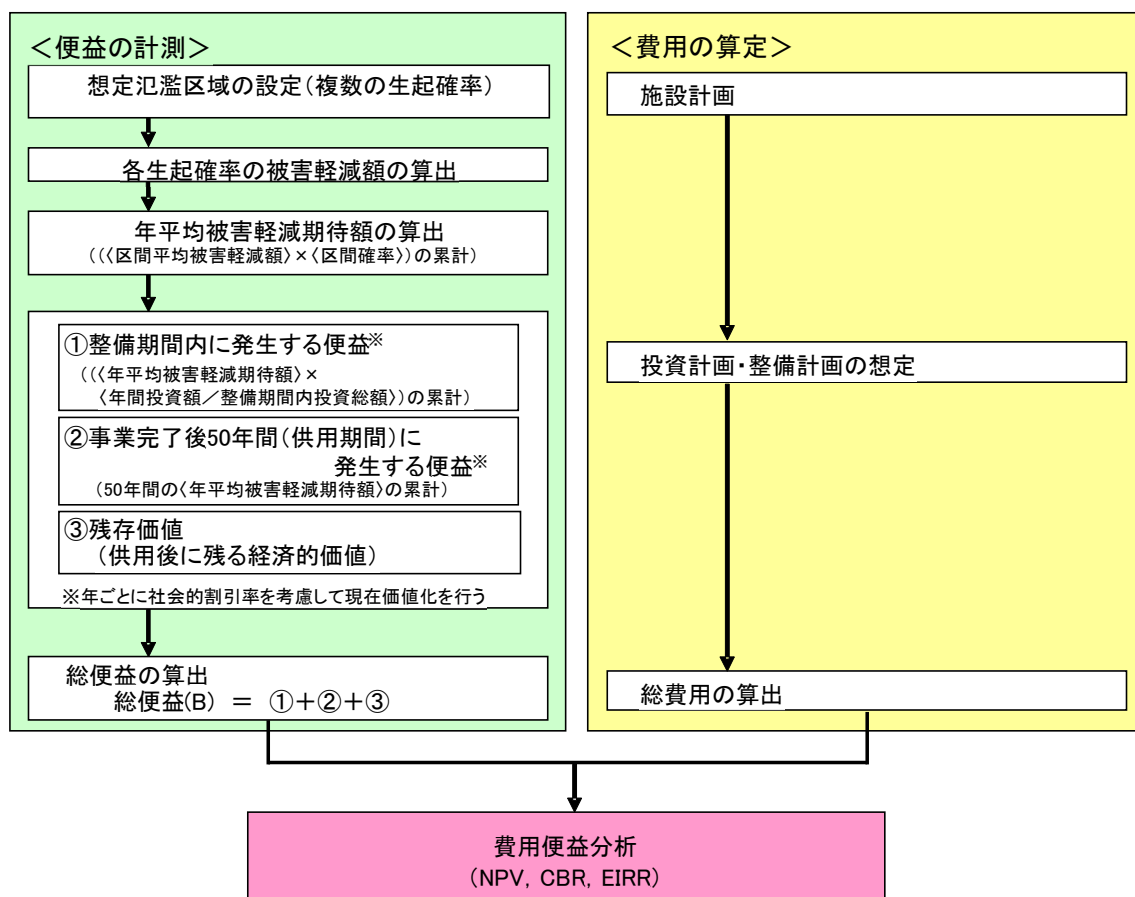 ＜便益の計測＞
想定氾濫区域の設定（複数の生起確率）
各生起確率の被害軽減額の算出
年平均被害軽減期待額の算出
（（〈区間平均被害軽減額〉×〈区間確率〉）の累計）
①整備期間内に発生する便益※
（（〈年平均被害軽減期待額〉×
〈年間投資額／整備期間内投資総額〉）の累計）
②事業完了後50年間（供用期間）に
発生する便益※
（50年間の〈年平均被害軽減期待額〉の累計）
③残存価値
（供用後に残る経済的価値）
※年ごとに社会的割引率を考慮して現在価値化を行う
総便益の算出
総便益(B) ＝ ①＋②＋③
＜費用の算定＞
施設計画
投資計画・整備計画の想定
総費用の算出
費用便益分析
（NPV, CBR, EIRR）